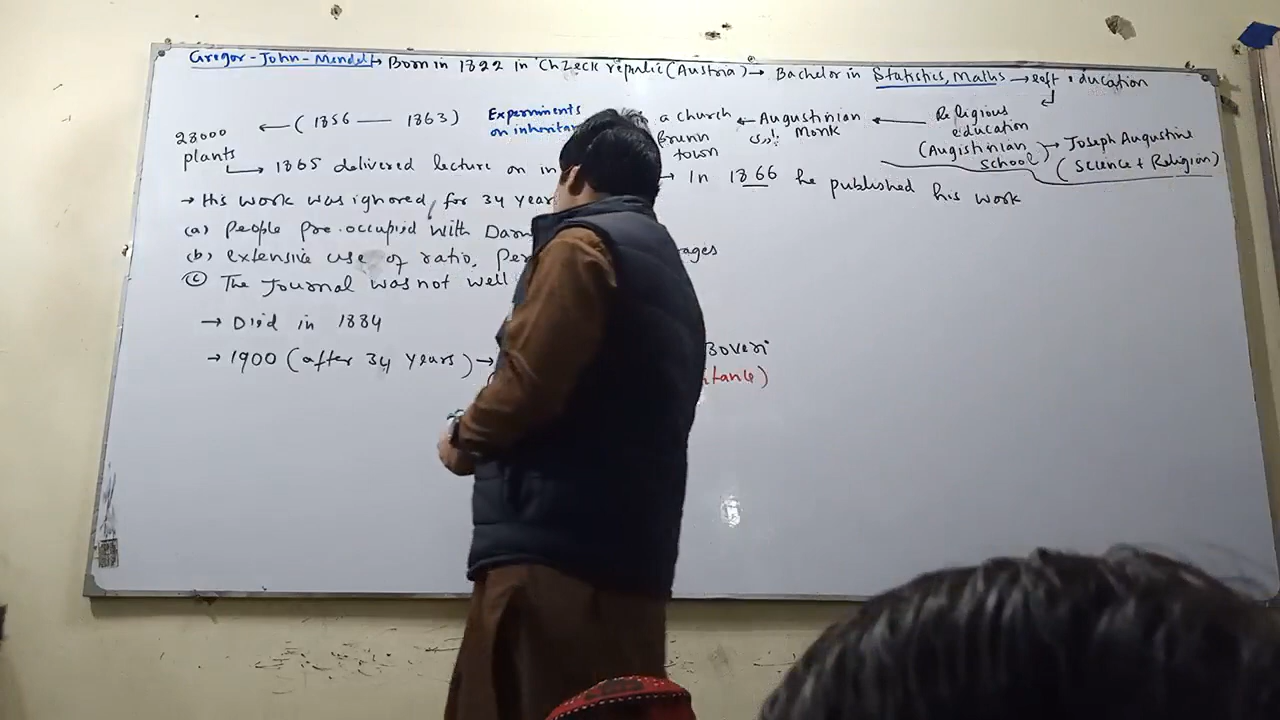 Gregor-John-Mendel → Born in 1822 in Chzeck republic (Austria) → Bachelor in Statistics, Maths → left education
Religious education (Augistinian school) → Joseph Augustine (Science + Religion)
← Augustinian Monk ← a church Brunn town
Experiments on inheritan
← (1856 — 1863)
28000 plants
→ 1865 delivered lecture on in → In 1866 he published his work
→ His work was ignored for 34 year
(a) People pre-occupied with Darw
(b) extensive use of ratio, per ages
(c) The Journal was not well
→ Died in 1884
→ 1900 (after 34 years) → Boveri
itance)